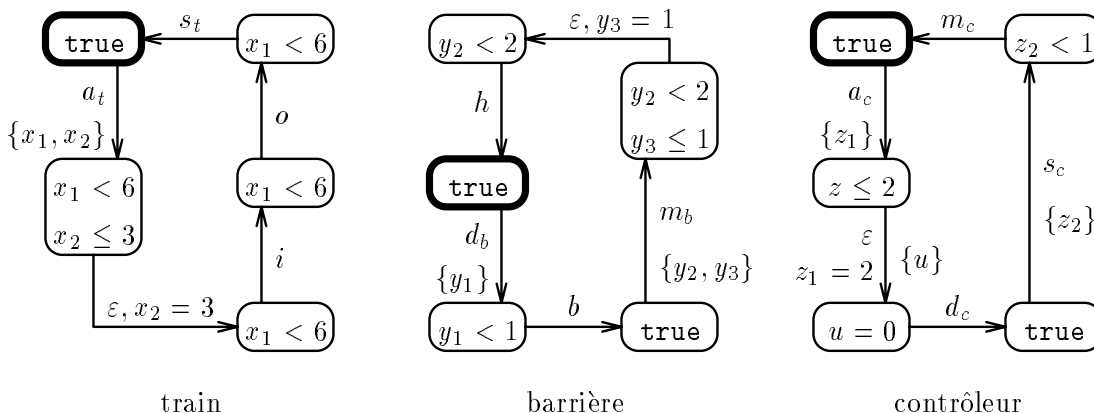 s_t
true
x_1 < 6
a_t
{x_1, x_2}
o
x_1 < 6
x_2 ≤ 3
x_1 < 6
i
ε, x_2 = 3
x_1 < 6
train
ε, y_3 = 1
y_2 < 2
h
y_2 < 2
y_3 ≤ 1
true
d_b
{y_1}
m_b
{y_2, y_3}
y_1 < 1
b
true
barrière
m_c
true
z_2 < 1
a_c
{z_1}
z ≤ 2
s_c
{z_2}
ε
z_1 = 2
{u}
u = 0
d_c
true
contrôleur